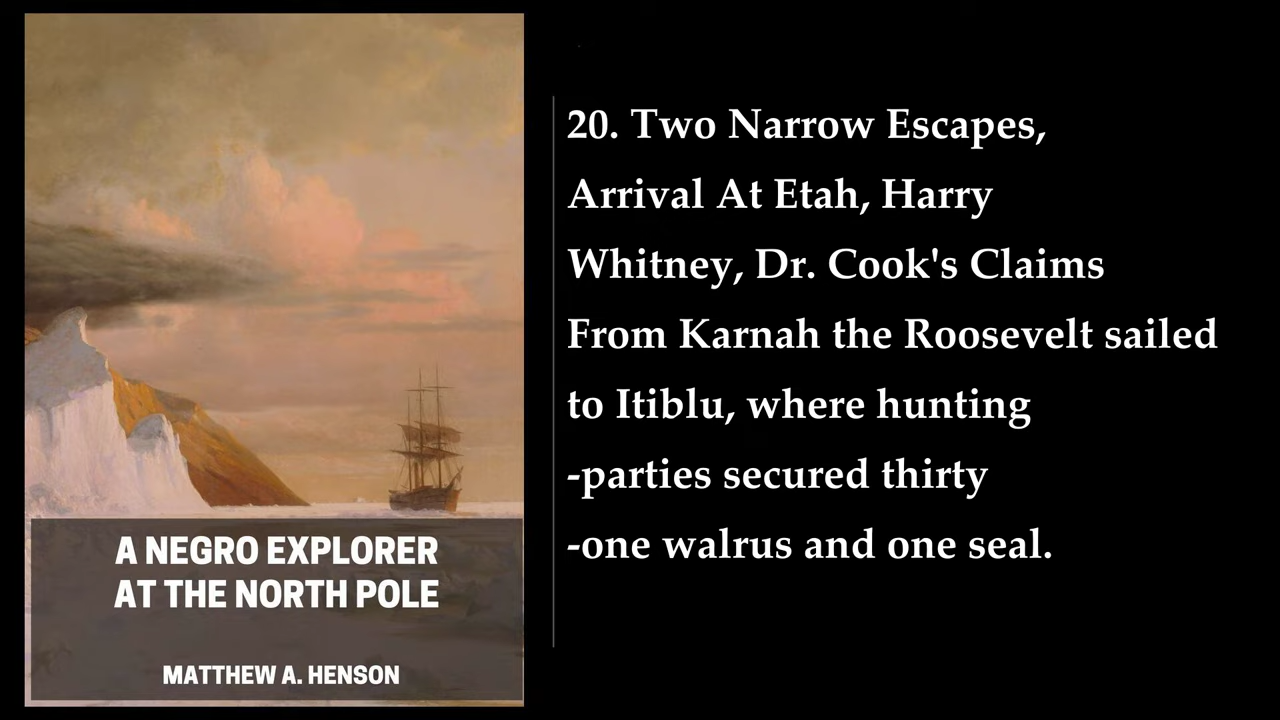 A NEGRO EXPLORER
AT THE NORTH POLE
MATTHEW A. HENSON
20. Two Narrow Escapes,
Arrival At Etah, Harry
Whitney, Dr. Cook's Claims
From Karnah the Roosevelt sailed
to Itiblu, where hunting
-parties secured thirty
-one walrus and one seal.